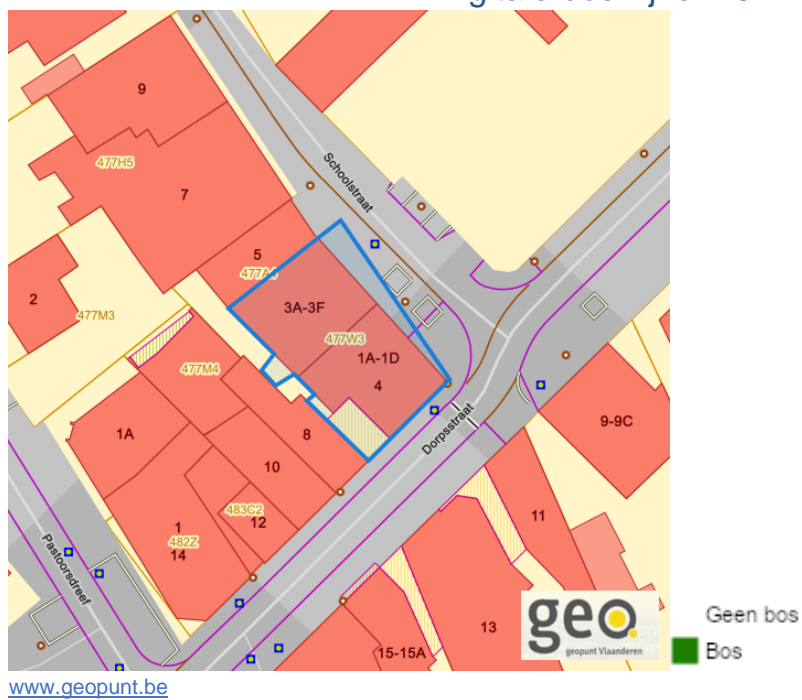 9
477H5
7
Schoolstraat
5
477A4
2
477M3
3A-3F
477W3
1A-1D
4
477M4
1A
8
Dorpsstraat
9-9C
10
483C2
12
1
482Z
14
11
Pastoorsdreef
13
15-15A
geo.
geopunt Vlaanderen
Geen bos
Bos
www.geopunt.be